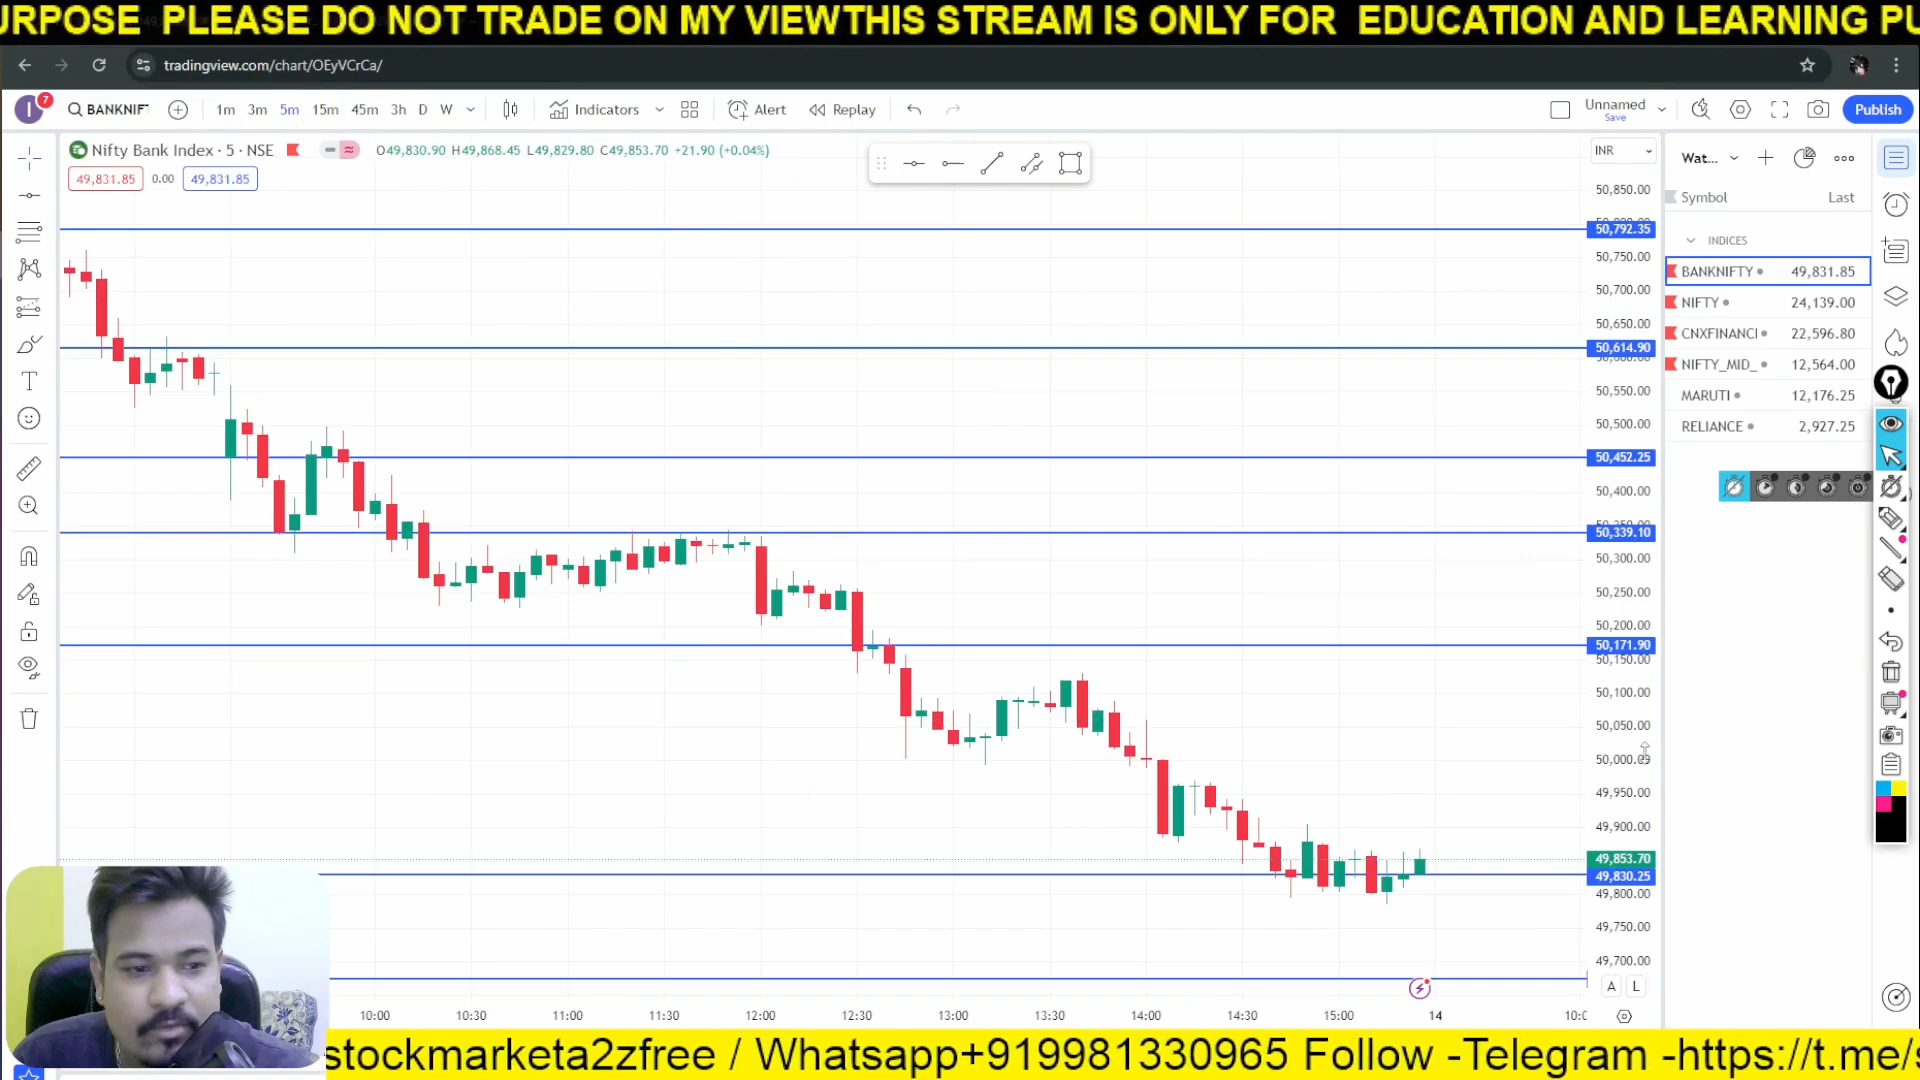 URPOSE  PLEASE DO NOT TRADE ON MY VIEWTHIS STREAM IS ONLY FOR  EDUCATION AND LEARNING PU
tradingview.com/chart/OEyVCrCa/
I 7 BANKNIF 1m 3m 5m 15m 45m 3h D W Indicators Alert Replay Unnamed Save Publish
Nifty Bank Index · 5 · NSE O49,830.90 H49,868.45 L49,829.80 C49,853.70 +21.90 (+0.04%)
49,831.85 0.00 49,831.85
INR
50,850.00
50,792.35
50,750.00
50,700.00
50,650.00
50,614.90
50,550.00
50,500.00
50,452.25
50,400.00
50,339.10
50,300.00
50,250.00
50,200.00
50,171.90
50,150.00
50,100.00
50,050.00
49,950.00
49,900.00
49,853.70
49,830.25
49,800.00
49,750.00
49,700.00
A L
10:00 10:30 11:00 11:30 12:00 12:30 13:00 13:30 14:00 14:30 15:00 14
Wat...
Symbol Last
INDICES
BANKNIFTY 49,831.85
NIFTY 24,139.00
CNXFINANCI 22,596.80
NIFTY_MID_ 12,564.00
MARUTI 12,176.25
RELIANCE 2,927.25
stockmarketa2zfree / Whatsapp+919981330965 Follow -Telegram -https://t.me/s